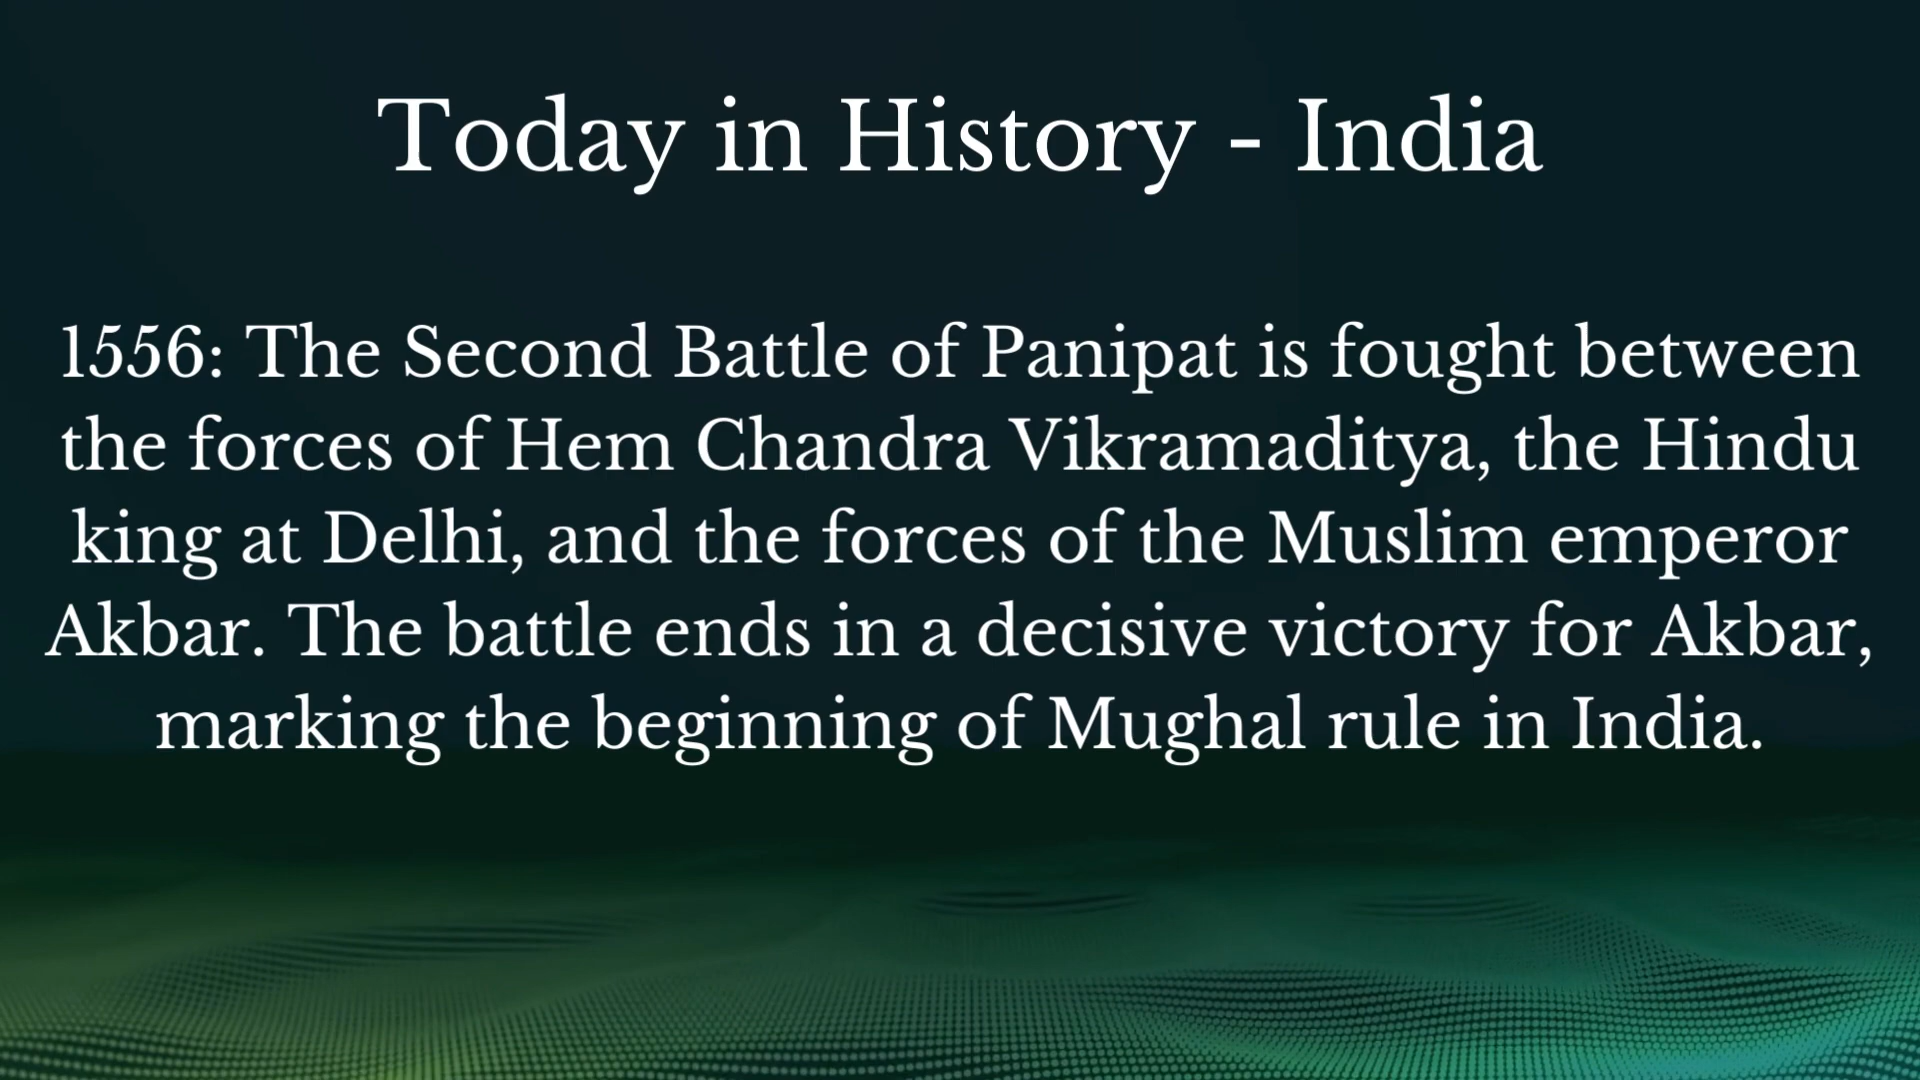 Today in History - India
1556: The Second Battle of Panipat is fought between
the forces of Hem Chandra Vikramaditya, the Hindu
king at Delhi, and the forces of the Muslim emperor
Akbar. The battle ends in a decisive victory for Akbar,
marking the beginning of Mughal rule in India.